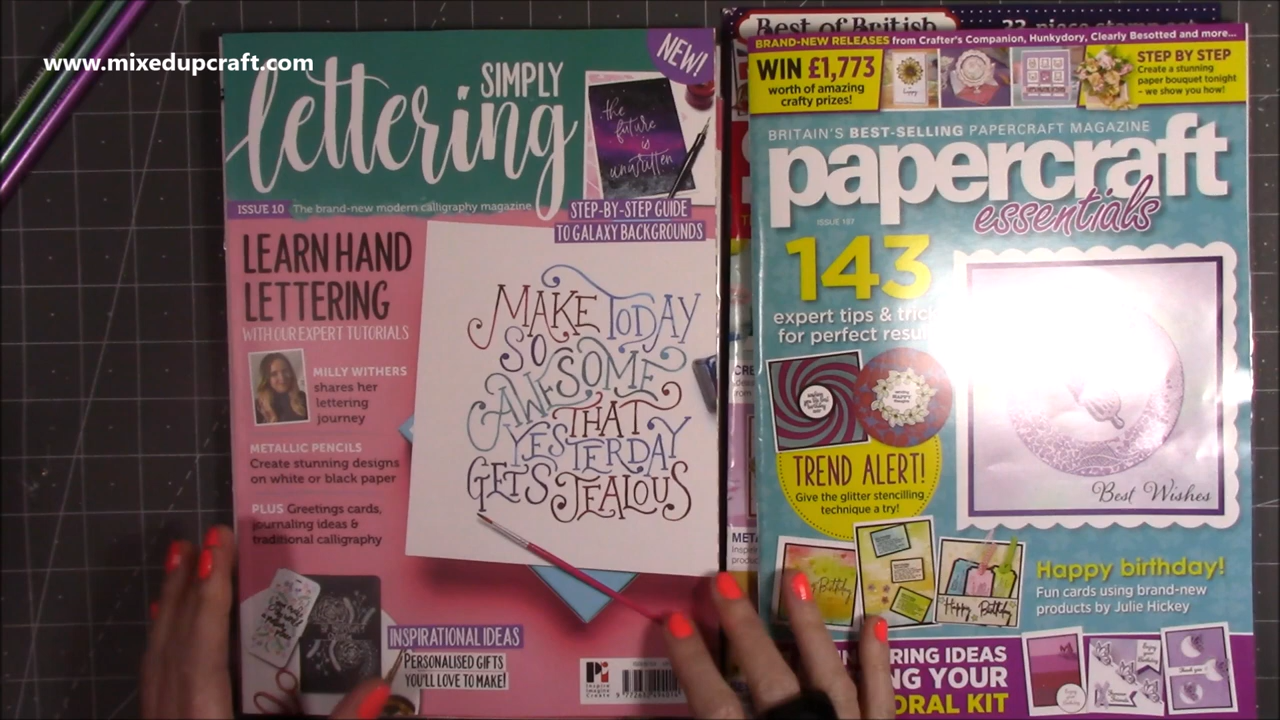 www.mixedupcraft.com
SIMPLY
lettering
NEW!
the
future
is
unwritten
ISSUE 10 The brand-new modern calligraphy magazine
STEP-BY-STEP GUIDE
TO GALAXY BACKGROUNDS
LEARN HAND
LETTERING
WITH OUR EXPERT TUTORIALS
MILLY WITHERS
shares her
lettering
journey
METALLIC PENCILS
Create stunning designs
on white or black paper
PLUS Greetings cards,
journaling ideas &
traditional calligraphy
MAKE TODAY
SO
AWESOME
THAT
YESTERDAY
GETS JEALOUS
INSPIRATIONAL IDEAS
PERSONALISED GIFTS
YOU'LL LOVE TO MAKE!
Inspire
Imagine
Create
Best of British
BRAND-NEW RELEASES from Crafter's Companion, Hunkydory, Clearly Besotted and more...
WIN £1,773
worth of amazing
crafty prizes!
STEP BY STEP
Create a stunning
paper bouquet tonight
– we show you how!
BRITAIN'S BEST-SELLING PAPERCRAFT MAGAZINE
papercraft
essentials
ISSUE 187
143
expert tips &
for perfect
TREND ALERT!
Give the glitter stencilling
technique a try!
Best Wishes
Happy birthday!
Fun cards using brand-new
products by Julie Hickey
Happy Birthday
IDEAS
YOUR
KIT